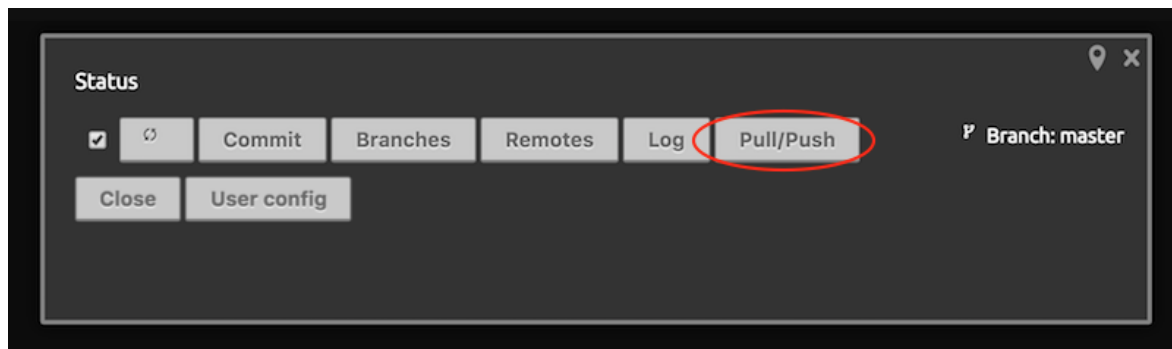 Status
Commit Branches Remotes Log Pull/Push Branch: master
Close User config